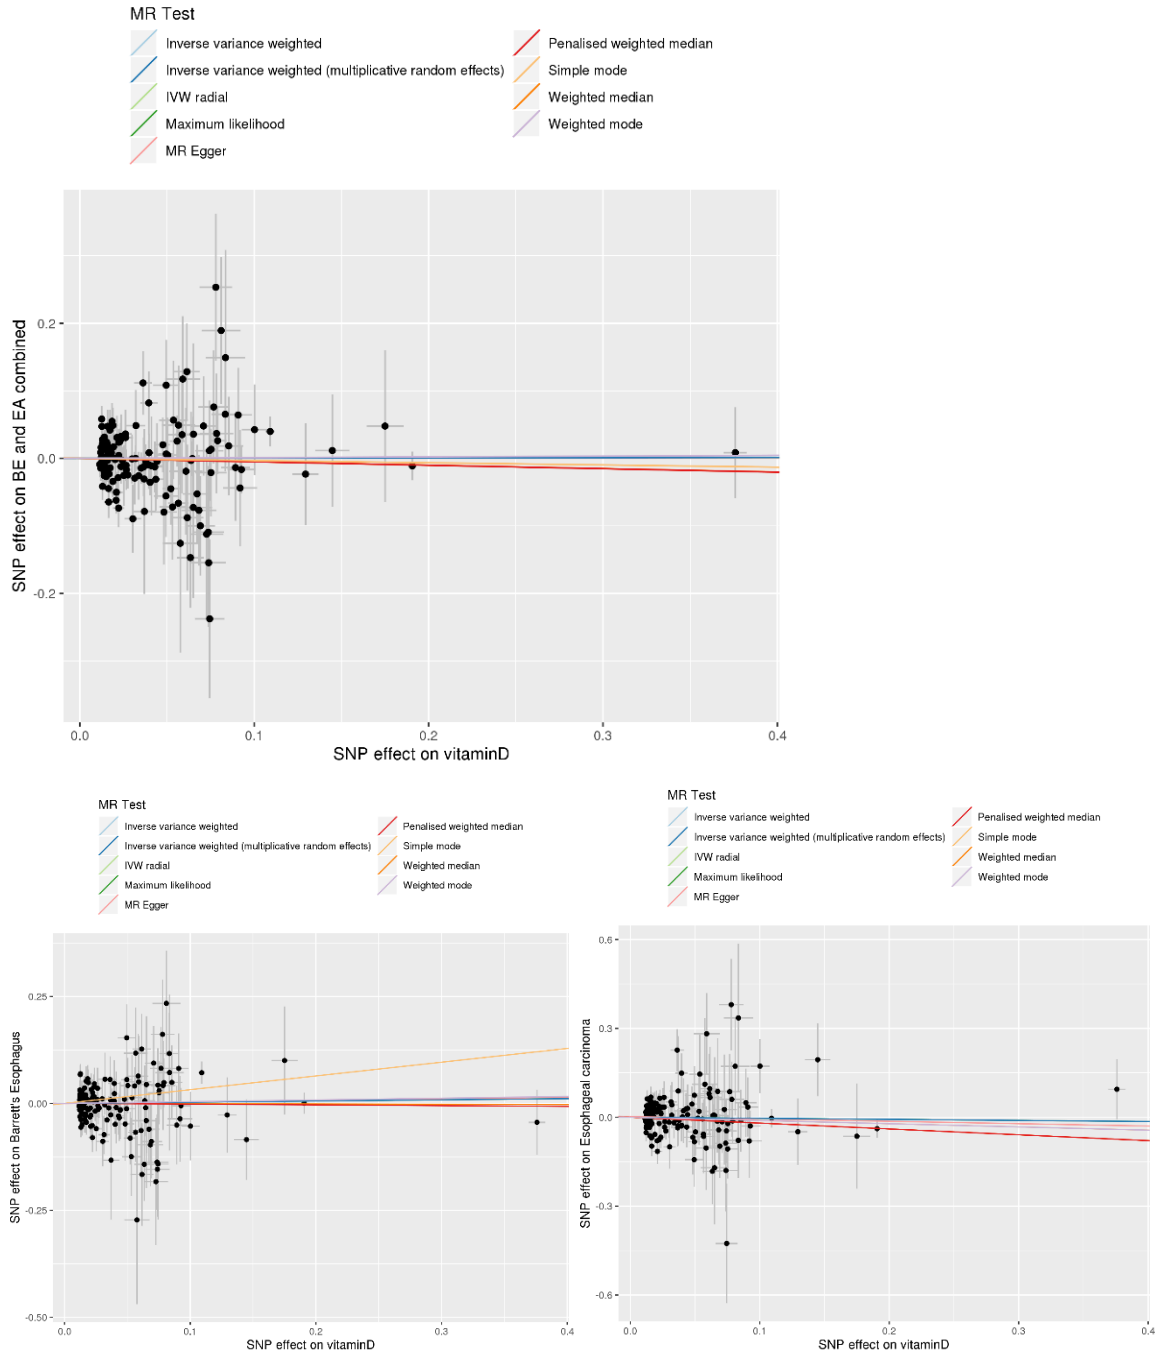 MR Test
Inverse variance weighted
Inverse variance weighted (multiplicative random effects)
IVW radial
Maximum likelihood
MR Egger
Penalised weighted median
Simple mode
Weighted median
Weighted mode
SNP effect on BE and EA combined
0.2
0.0
-0.2
0.0 0.1 0.2 0.3 0.4
SNP effect on vitaminD
MR Test
Inverse variance weighted
Inverse variance weighted (multiplicative random effects)
IVW radial
Maximum likelihood
MR Egger
Penalised weighted median
Simple mode
Weighted median
Weighted mode
SNP effect on Barrett's Esophagus
0.25
0.00
-0.25
-0.50
0.0 0.1 0.2 0.3 0.4
SNP effect on vitaminD
MR Test
Inverse variance weighted
Inverse variance weighted (multiplicative random effects)
IVW radial
Maximum likelihood
MR Egger
Penalised weighted median
Simple mode
Weighted median
Weighted mode
SNP effect on Esophageal carcinoma
0.6
0.3
0.0
-0.3
-0.6
0.0 0.1 0.2 0.3 0.4
SNP effect on vitaminD